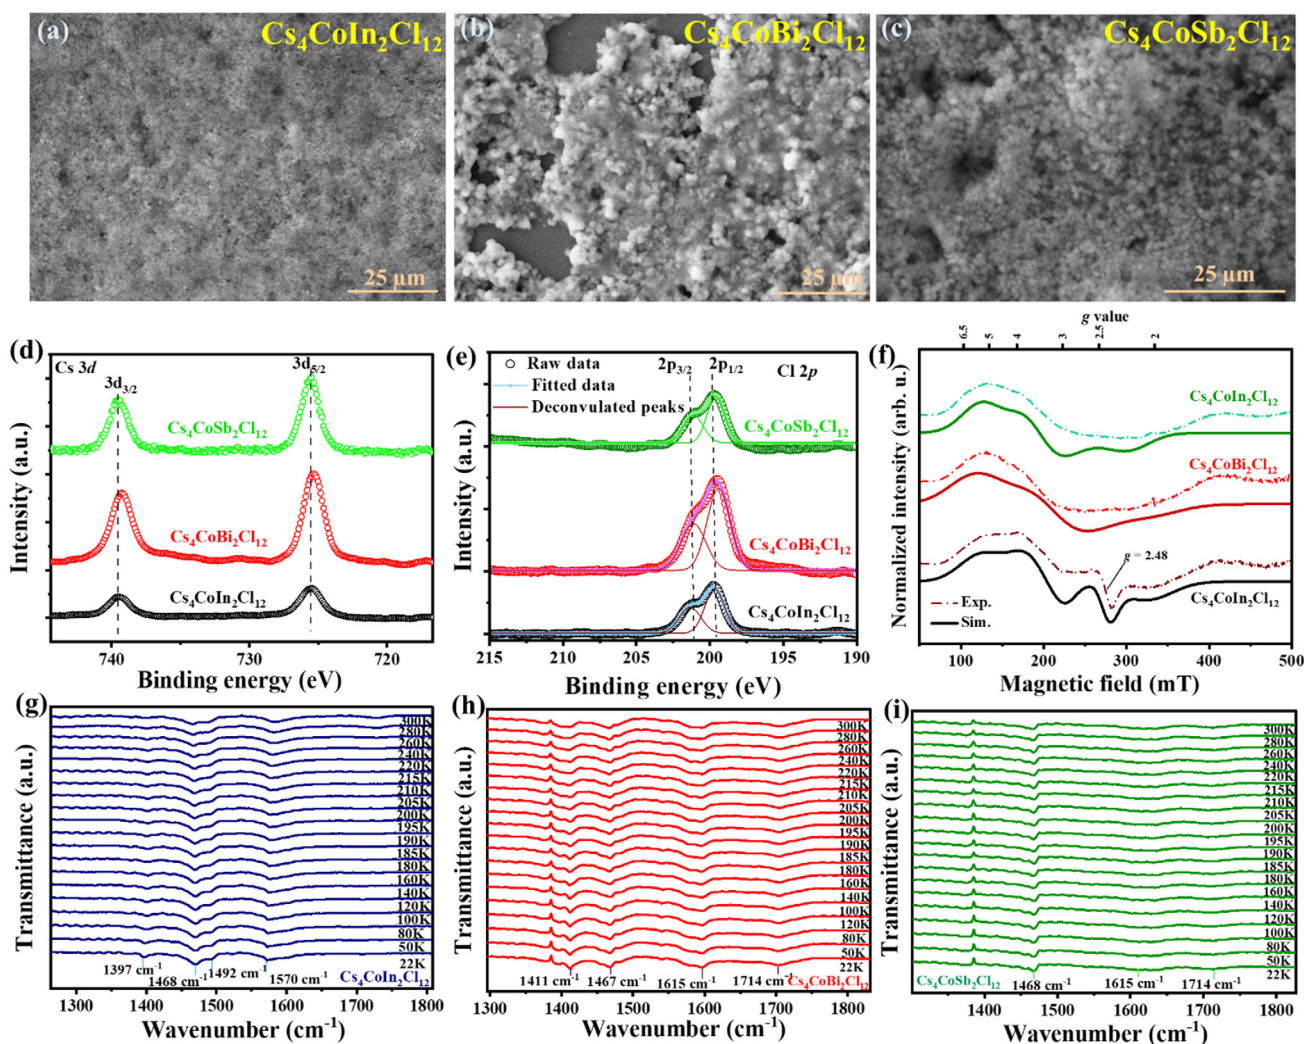 (a) Cs₄CoIn₂Cl₁₂
25 µm
(b) Cs₄CoBi₂Cl₁₂
25 µm
(c) Cs₄CoSb₂Cl₁₂
25 µm
(d)
Cs 3d
3d₃/₂
3d₅/₂
Cs₄CoSb₂Cl₁₂
Cs₄CoBi₂Cl₁₂
Cs₄CoIn₂Cl₁₂
Intensity (a.u.)
740 730 720
Binding energy (eV)
(e)
Raw data
Fitted data
Deconvulated peaks
2p₃/₂
2p₁/₂
Cl 2p
Cs₄CoSb₂Cl₁₂
Cs₄CoBi₂Cl₁₂
Cs₄CoIn₂Cl₁₂
Intensity (a.u.)
215 210 205 200 195 190
Binding energy (eV)
g value
6.5 5 4 3 2.5 2
(f)
Cs₄CoIn₂Cl₁₂
Cs₄CoBi₂Cl₁₂
g = 2.48
Cs₄CoIn₂Cl₁₂
Exp.
Sim.
Normalized intensity (arb. u.)
100 200 300 400 500
Magnetic field (mT)
(g)
300K
280K
260K
240K
220K
215K
210K
205K
200K
195K
190K
185K
180K
160K
140K
120K
100K
80K
50K
22K
1397 cm⁻¹
1468 cm⁻¹
1492 cm⁻¹
1570 cm⁻¹
Cs₄CoIn₂Cl₁₂
Transmittance (a.u.)
1300 1400 1500 1600 1700 1800
Wavenumber (cm⁻¹)
(h)
300K
280K
260K
240K
220K
215K
210K
205K
200K
195K
190K
185K
180K
160K
140K
100K
120K
80K
50K
22K
1411 cm⁻¹
1467 cm⁻¹
1615 cm⁻¹
1714 cm⁻¹
Cs₄CoBi₂Cl₁₂
Transmittance (a.u.)
1300 1400 1500 1600 1700 1800
Wavenumber (cm⁻¹)
(i)
300K
280K
260K
240K
220K
215K
210K
205K
200K
195K
190K
185K
180K
160K
140K
120K
100K
80K
50K
22K
Cs₄CoSb₂Cl₁₂
1468 cm⁻¹
1615 cm⁻¹
1714 cm⁻¹
Transmittance (a.u.)
1400 1500 1600 1700 1800
Wavenumber (cm⁻¹)